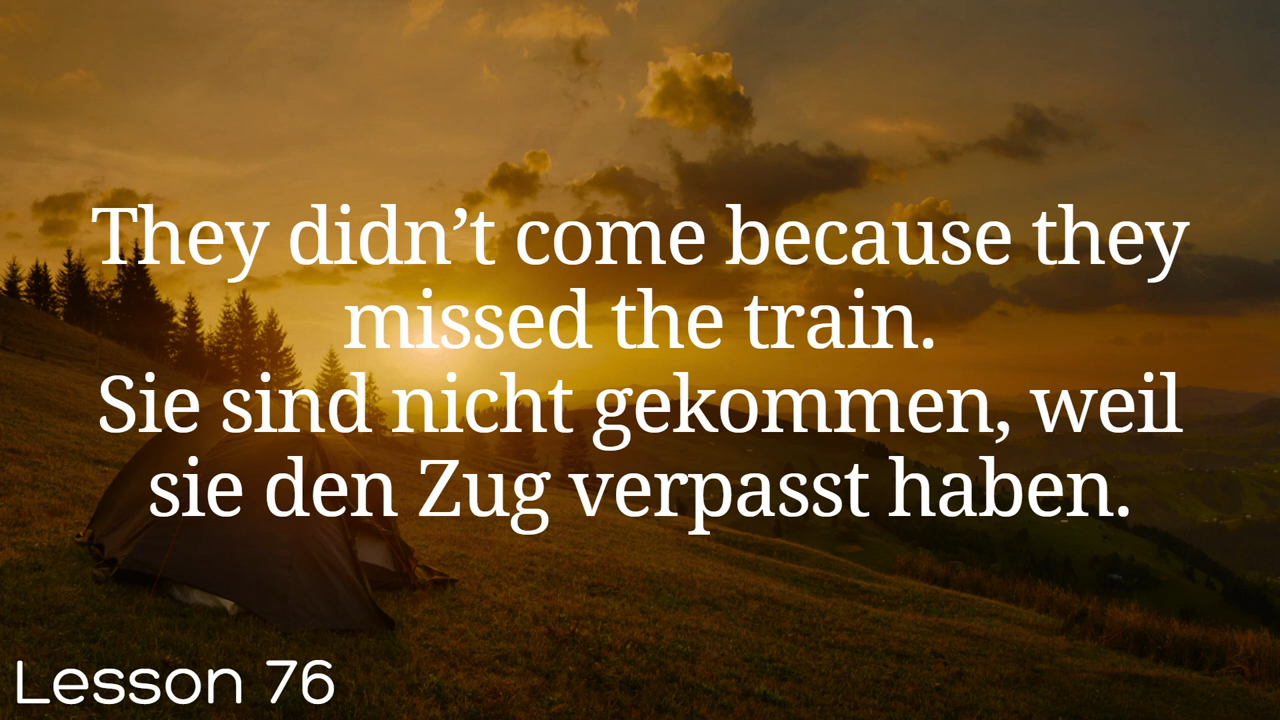 They didn’t come because they
missed the train.
Sie sind nicht gekommen, weil
sie den Zug verpasst haben.
Lesson 76